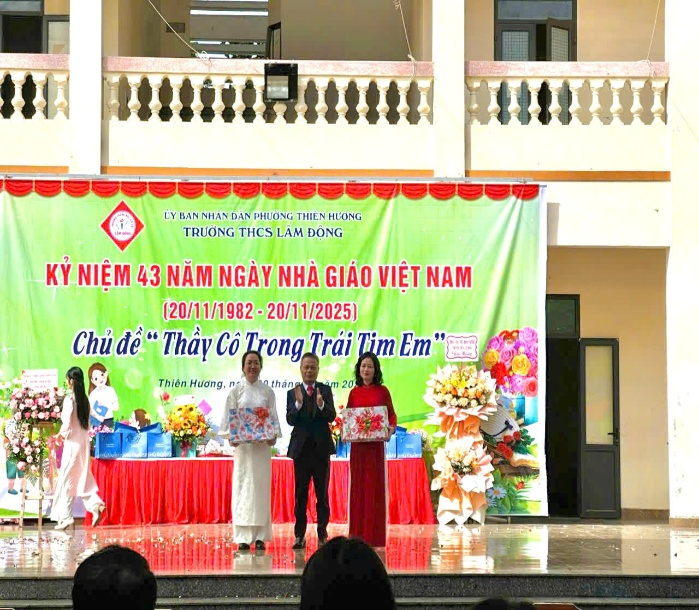 ỦY BAN NHÂN DÂN PHƯỜNG THIÊN HƯƠNG
TRƯỜNG THCS LÂM ĐỘNG
KỶ NIỆM 43 NĂM NGÀY NHÀ GIÁO VIỆT NAM
(20/11/1982 - 20/11/2025)
Chủ đề “ Thầy Cô Trong Trái Tim Em ”
Thiên Hương, n